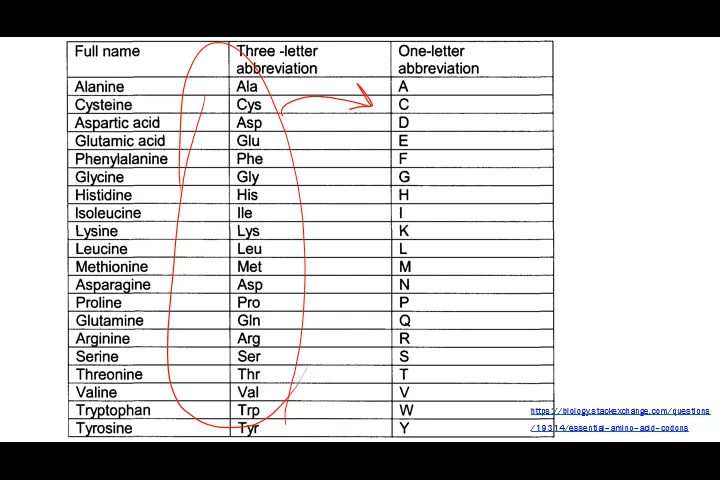 Full name Three -letter abbreviation One-letter abbreviation
Alanine Ala A
Cysteine Cys C
Aspartic acid Asp D
Glutamic acid Glu E
Phenylalanine Phe F
Glycine Gly G
Histidine His H
Isoleucine Ile I
Lysine Lys K
Leucine Leu L
Methionine Met M
Asparagine Asp N
Proline Pro P
Glutamine Gln Q
Arginine Arg R
Serine Ser S
Threonine Thr T
Valine Val V
Tryptophan Trp W
Tyrosine Tyr Y
https://biology.stackexchange.com/questions
/19314/essential-amino-acid-codons